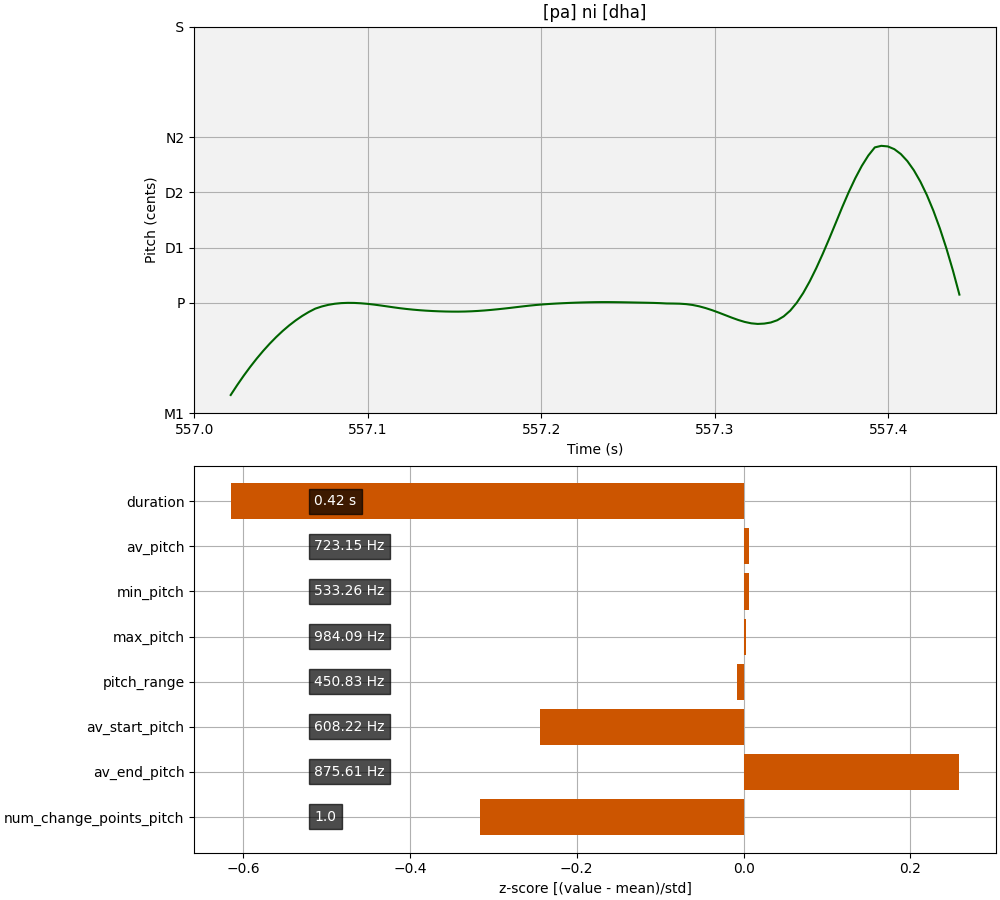 [pa] ni [dha]
S
N2
D2
D1
P
M1
Pitch (cents)
557.0 557.1 557.2 557.3 557.4
Time (s)
duration 0.42 s
av_pitch 723.15 Hz
min_pitch 533.26 Hz
max_pitch 984.09 Hz
pitch_range 450.83 Hz
av_start_pitch 608.22 Hz
av_end_pitch 875.61 Hz
num_change_points_pitch 1.0
−0.6 −0.4 −0.2 0.0 0.2
z-score [(value - mean)/std]